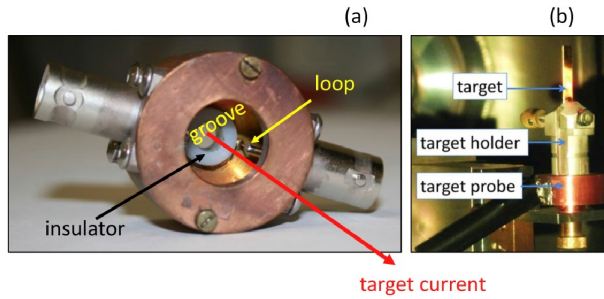 (a)
(b)
loop
groove
insulator
target current
target
target holder
target probe